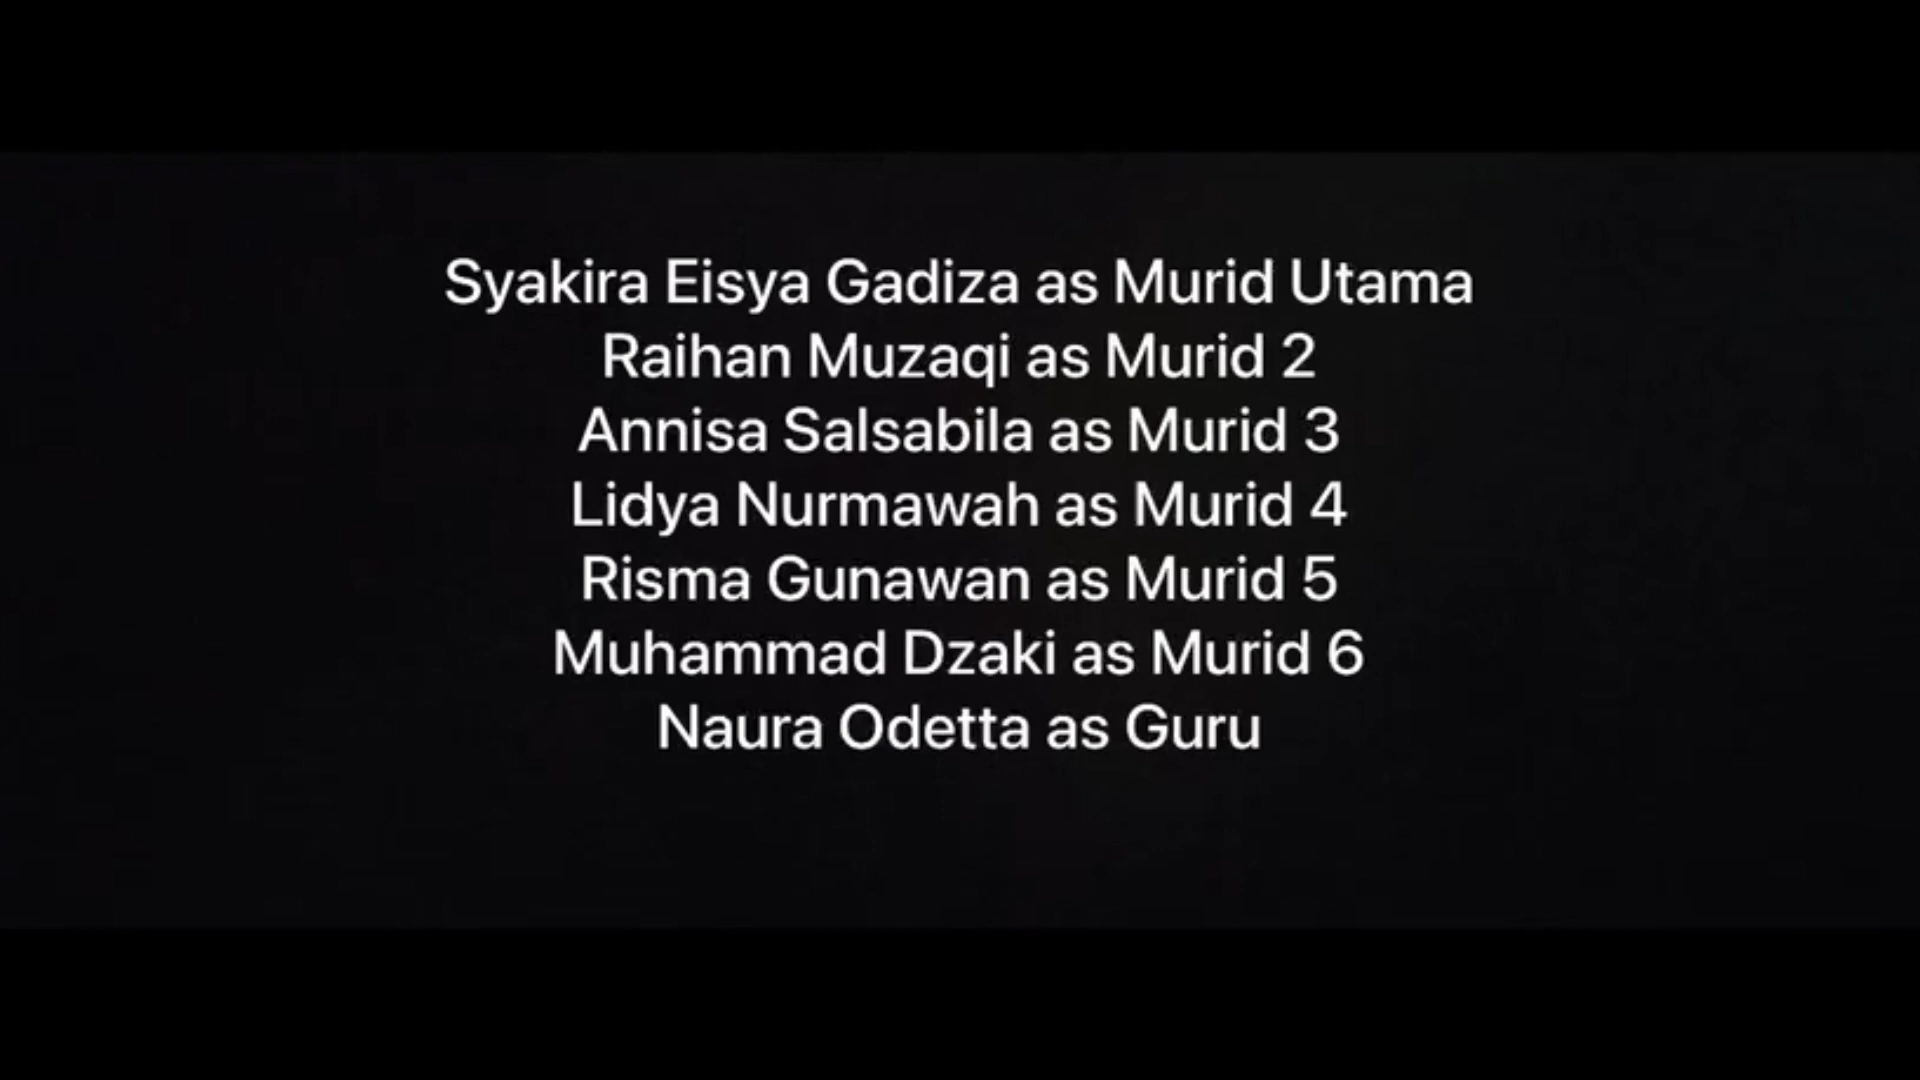 Syakira Eisya Gadiza as Murid Utama
Raihan Muzaqi as Murid 2
Annisa Salsabila as Murid 3
Lidya Nurmawah as Murid 4
Risma Gunawan as Murid 5
Muhammad Dzaki as Murid 6
Naura Odetta as Guru